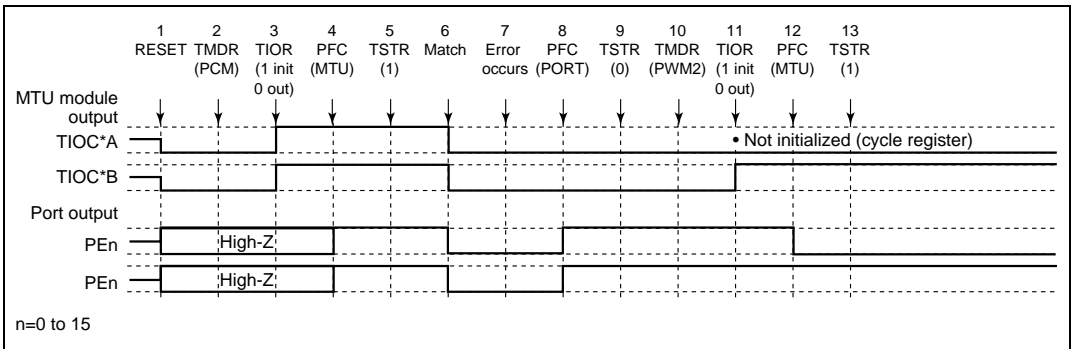 1 2 3 4 5 6 7 8 9 10 11 12 13
RESET TMDR TIOR PFC TSTR Match Error PFC TSTR TMDR TIOR PFC TSTR
(PCM) (1 init (MTU) (1) occurs (PORT) (0) (PWM2) (1 init (MTU) (1)
0 out) 0 out)
MTU module
output
TIOC*A • Not initialized (cycle register)
TIOC*B
Port output
PEn High-Z
PEn High-Z
n=0 to 15